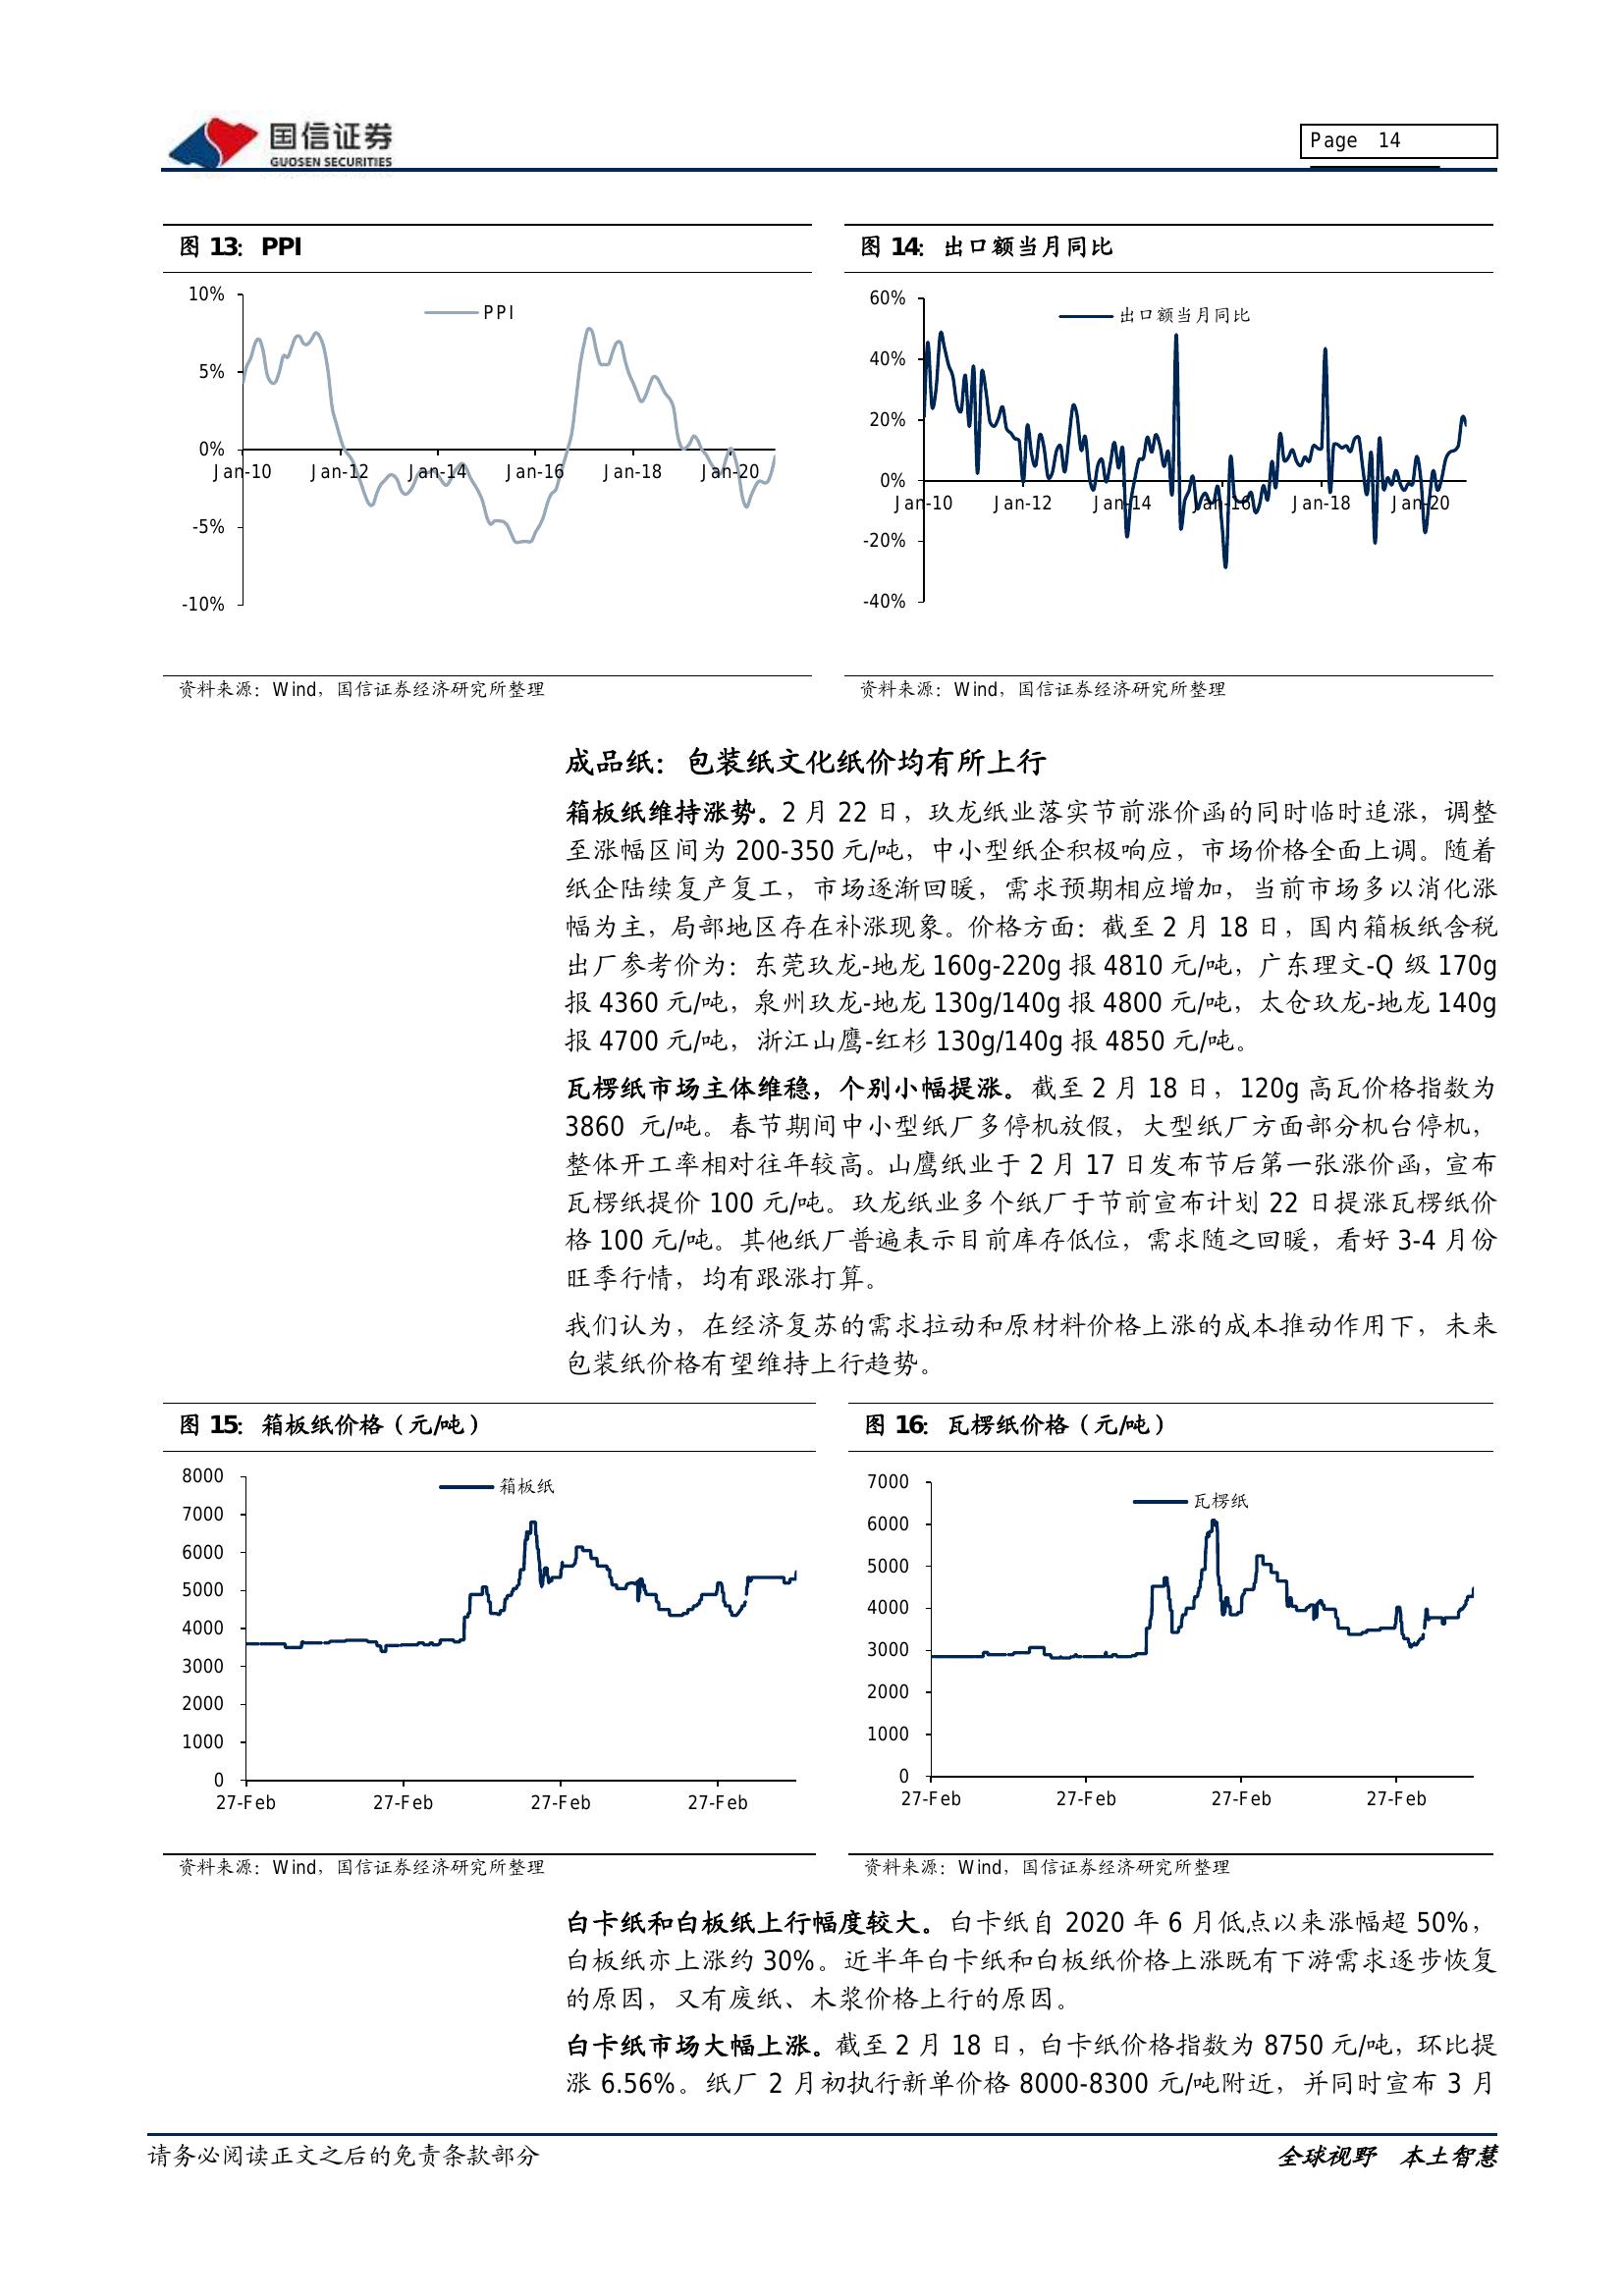 国信证券
GUOSEN SECURITIES
Page 14
图 13：PPI
10%
5%
0%
-5%
-10%
PPI
Jan-10 Jan-12 Jan-14 Jan-16 Jan-18 Jan-20
资料来源：Wind，国信证券经济研究所整理
图 14：出口额当月同比
60%
40%
20%
0%
-20%
-40%
出口额当月同比
Jan-10 Jan-12 Jan-14 Jan-16 Jan-18 Jan-20
资料来源：Wind，国信证券经济研究所整理
成品纸：包装纸文化纸价均有所上行
箱板纸维持涨势。2 月 22 日，玖龙纸业落实节前涨价函的同时临时追涨，调整
至涨幅区间为 200-350 元/吨，中小型纸企积极响应，市场价格全面上调。随着
纸企陆续复产复工，市场逐渐回暖，需求预期相应增加，当前市场多以消化涨
幅为主，局部地区存在补涨现象。价格方面：截至 2 月 18 日，国内箱板纸含税
出厂参考价为：东莞玖龙-地龙 160g-220g 报 4810 元/吨，广东理文-Q 级 170g
报 4360 元/吨，泉州玖龙-地龙 130g/140g 报 4800 元/吨，太仓玖龙-地龙 140g
报 4700 元/吨，浙江山鹰-红杉 130g/140g 报 4850 元/吨。
瓦楞纸市场主体维稳，个别小幅提涨。截至 2 月 18 日，120g 高瓦价格指数为
3860 元/吨。春节期间中小型纸厂多停机放假，大型纸厂方面部分机台停机，
整体开工率相对往年较高。山鹰纸业于 2 月 17 日发布节后第一张涨价函，宣布
瓦楞纸提价 100 元/吨。玖龙纸业多个纸厂于节前宣布计划 22 日提涨瓦楞纸价
格 100 元/吨。其他纸厂普遍表示目前库存低位，需求随之回暖，看好 3-4 月份
旺季行情，均有跟涨打算。
我们认为，在经济复苏的需求拉动和原材料价格上涨的成本推动作用下，未来
包装纸价格有望维持上行趋势。
图 15：箱板纸价格（元/吨）
8000
7000
6000
5000
4000
3000
2000
1000
0
箱板纸
27-Feb 27-Feb 27-Feb 27-Feb
资料来源：Wind，国信证券经济研究所整理
图 16：瓦楞纸价格（元/吨）
7000
6000
5000
4000
3000
2000
1000
0
瓦楞纸
27-Feb 27-Feb 27-Feb 27-Feb
资料来源：Wind，国信证券经济研究所整理
白卡纸和白板纸上行幅度较大。白卡纸自 2020 年 6 月低点以来涨幅超 50%，
白板纸亦上涨约 30%。近半年白卡纸和白板纸价格上涨既有下游需求逐步恢复
的原因，又有废纸、木浆价格上行的原因。
白卡纸市场大幅上涨。截至 2 月 18 日，白卡纸价格指数为 8750 元/吨，环比提
涨 6.56%。纸厂 2 月初执行新单价格 8000-8300 元/吨附近，并同时宣布 3 月
请务必阅读正文之后的免责条款部分
全球视野 本土智慧